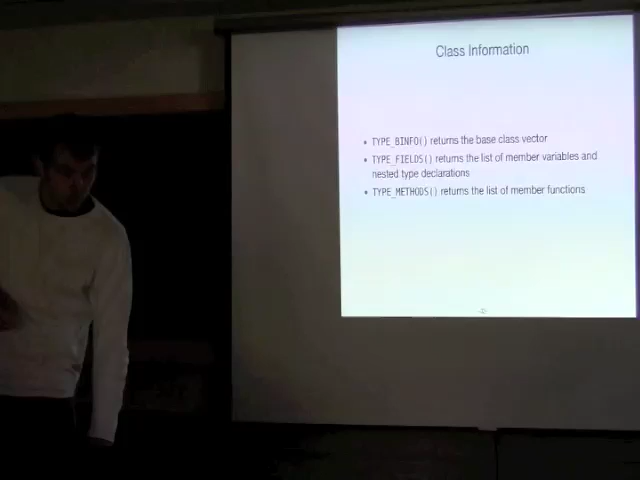 Class Information
• TYPE_BINFO() returns the base class vector
• TYPE_FIELDS() returns the list of member variables and
nested type declarations
• TYPE_METHODS() returns the list of member functions